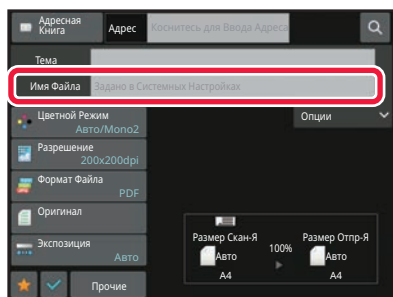 Адресная
Книга
Адрес
Коснитесь для Ввода Адреса
Тема
Имя Файла
Задано в Системных Настройках
Цветной Режим
Авто/Mono2
Опции
Разрешение
200x200dpi
Формат Файла
PDF
Оригинал
Экспозиция
Авто
Размер Скан-Я
100%
Размер Отпр-Я
Авто
Авто
A4
A4
Прочие